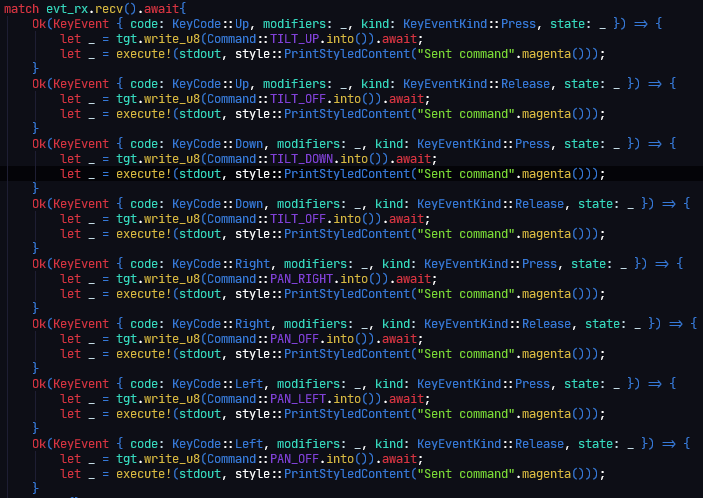 match evt_rx.recv().await{
    Ok(KeyEvent { code: KeyCode::Up, modifiers: _, kind: KeyEventKind::Press, state: _ }) => {
        let _ = tgt.write_u8(Command::TILT_UP.into()).await;
        let _ = execute!(stdout, style::PrintStyledContent("Sent command".magenta()));
    }
    Ok(KeyEvent { code: KeyCode::Up, modifiers: _, kind: KeyEventKind::Release, state: _ }) => {
        let _ = tgt.write_u8(Command::TILT_OFF.into()).await;
        let _ = execute!(stdout, style::PrintStyledContent("Sent command".magenta()));
    }
    Ok(KeyEvent { code: KeyCode::Down, modifiers: _, kind: KeyEventKind::Press, state: _ }) => {
        let _ = tgt.write_u8(Command::TILT_DOWN.into()).await;
        let _ = execute!(stdout, style::PrintStyledContent("Sent command".magenta()));
    }
    Ok(KeyEvent { code: KeyCode::Down, modifiers: _, kind: KeyEventKind::Release, state: _ }) => {
        let _ = tgt.write_u8(Command::TILT_OFF.into()).await;
        let _ = execute!(stdout, style::PrintStyledContent("Sent command".magenta()));
    }
    Ok(KeyEvent { code: KeyCode::Right, modifiers: _, kind: KeyEventKind::Press, state: _ }) => {
        let _ = tgt.write_u8(Command::PAN_RIGHT.into()).await;
        let _ = execute!(stdout, style::PrintStyledContent("Sent command".magenta()));
    }
    Ok(KeyEvent { code: KeyCode::Right, modifiers: _, kind: KeyEventKind::Release, state: _ }) => {
        let _ = tgt.write_u8(Command::PAN_OFF.into()).await;
        let _ = execute!(stdout, style::PrintStyledContent("Sent command".magenta()));
    }
    Ok(KeyEvent { code: KeyCode::Left, modifiers: _, kind: KeyEventKind::Press, state: _ }) => {
        let _ = tgt.write_u8(Command::PAN_LEFT.into()).await;
        let _ = execute!(stdout, style::PrintStyledContent("Sent command".magenta()));
    }
    Ok(KeyEvent { code: KeyCode::Left, modifiers: _, kind: KeyEventKind::Release, state: _ }) => {
        let _ = tgt.write_u8(Command::PAN_OFF.into()).await;
        let _ = execute!(stdout, style::PrintStyledContent("Sent command".magenta()));
    }